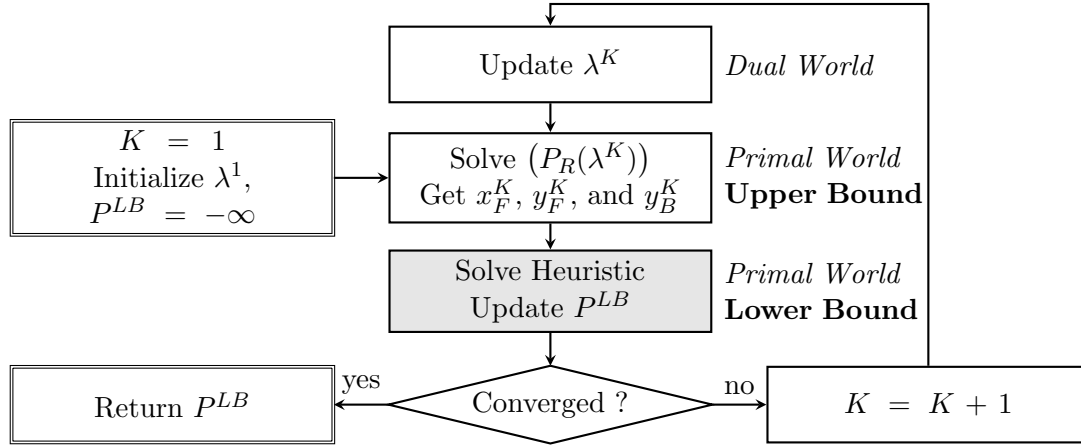 Update λ^K
Dual World
K = 1
Initialize λ^1,
P^{LB} = −∞
Solve (P_R(λ^K))
Get x_F^K, y_F^K, and y_B^K
Primal World
Upper Bound
Solve Heuristic
Update P^{LB}
Primal World
Lower Bound
Return P^{LB}
yes
Converged ?
no
K = K + 1